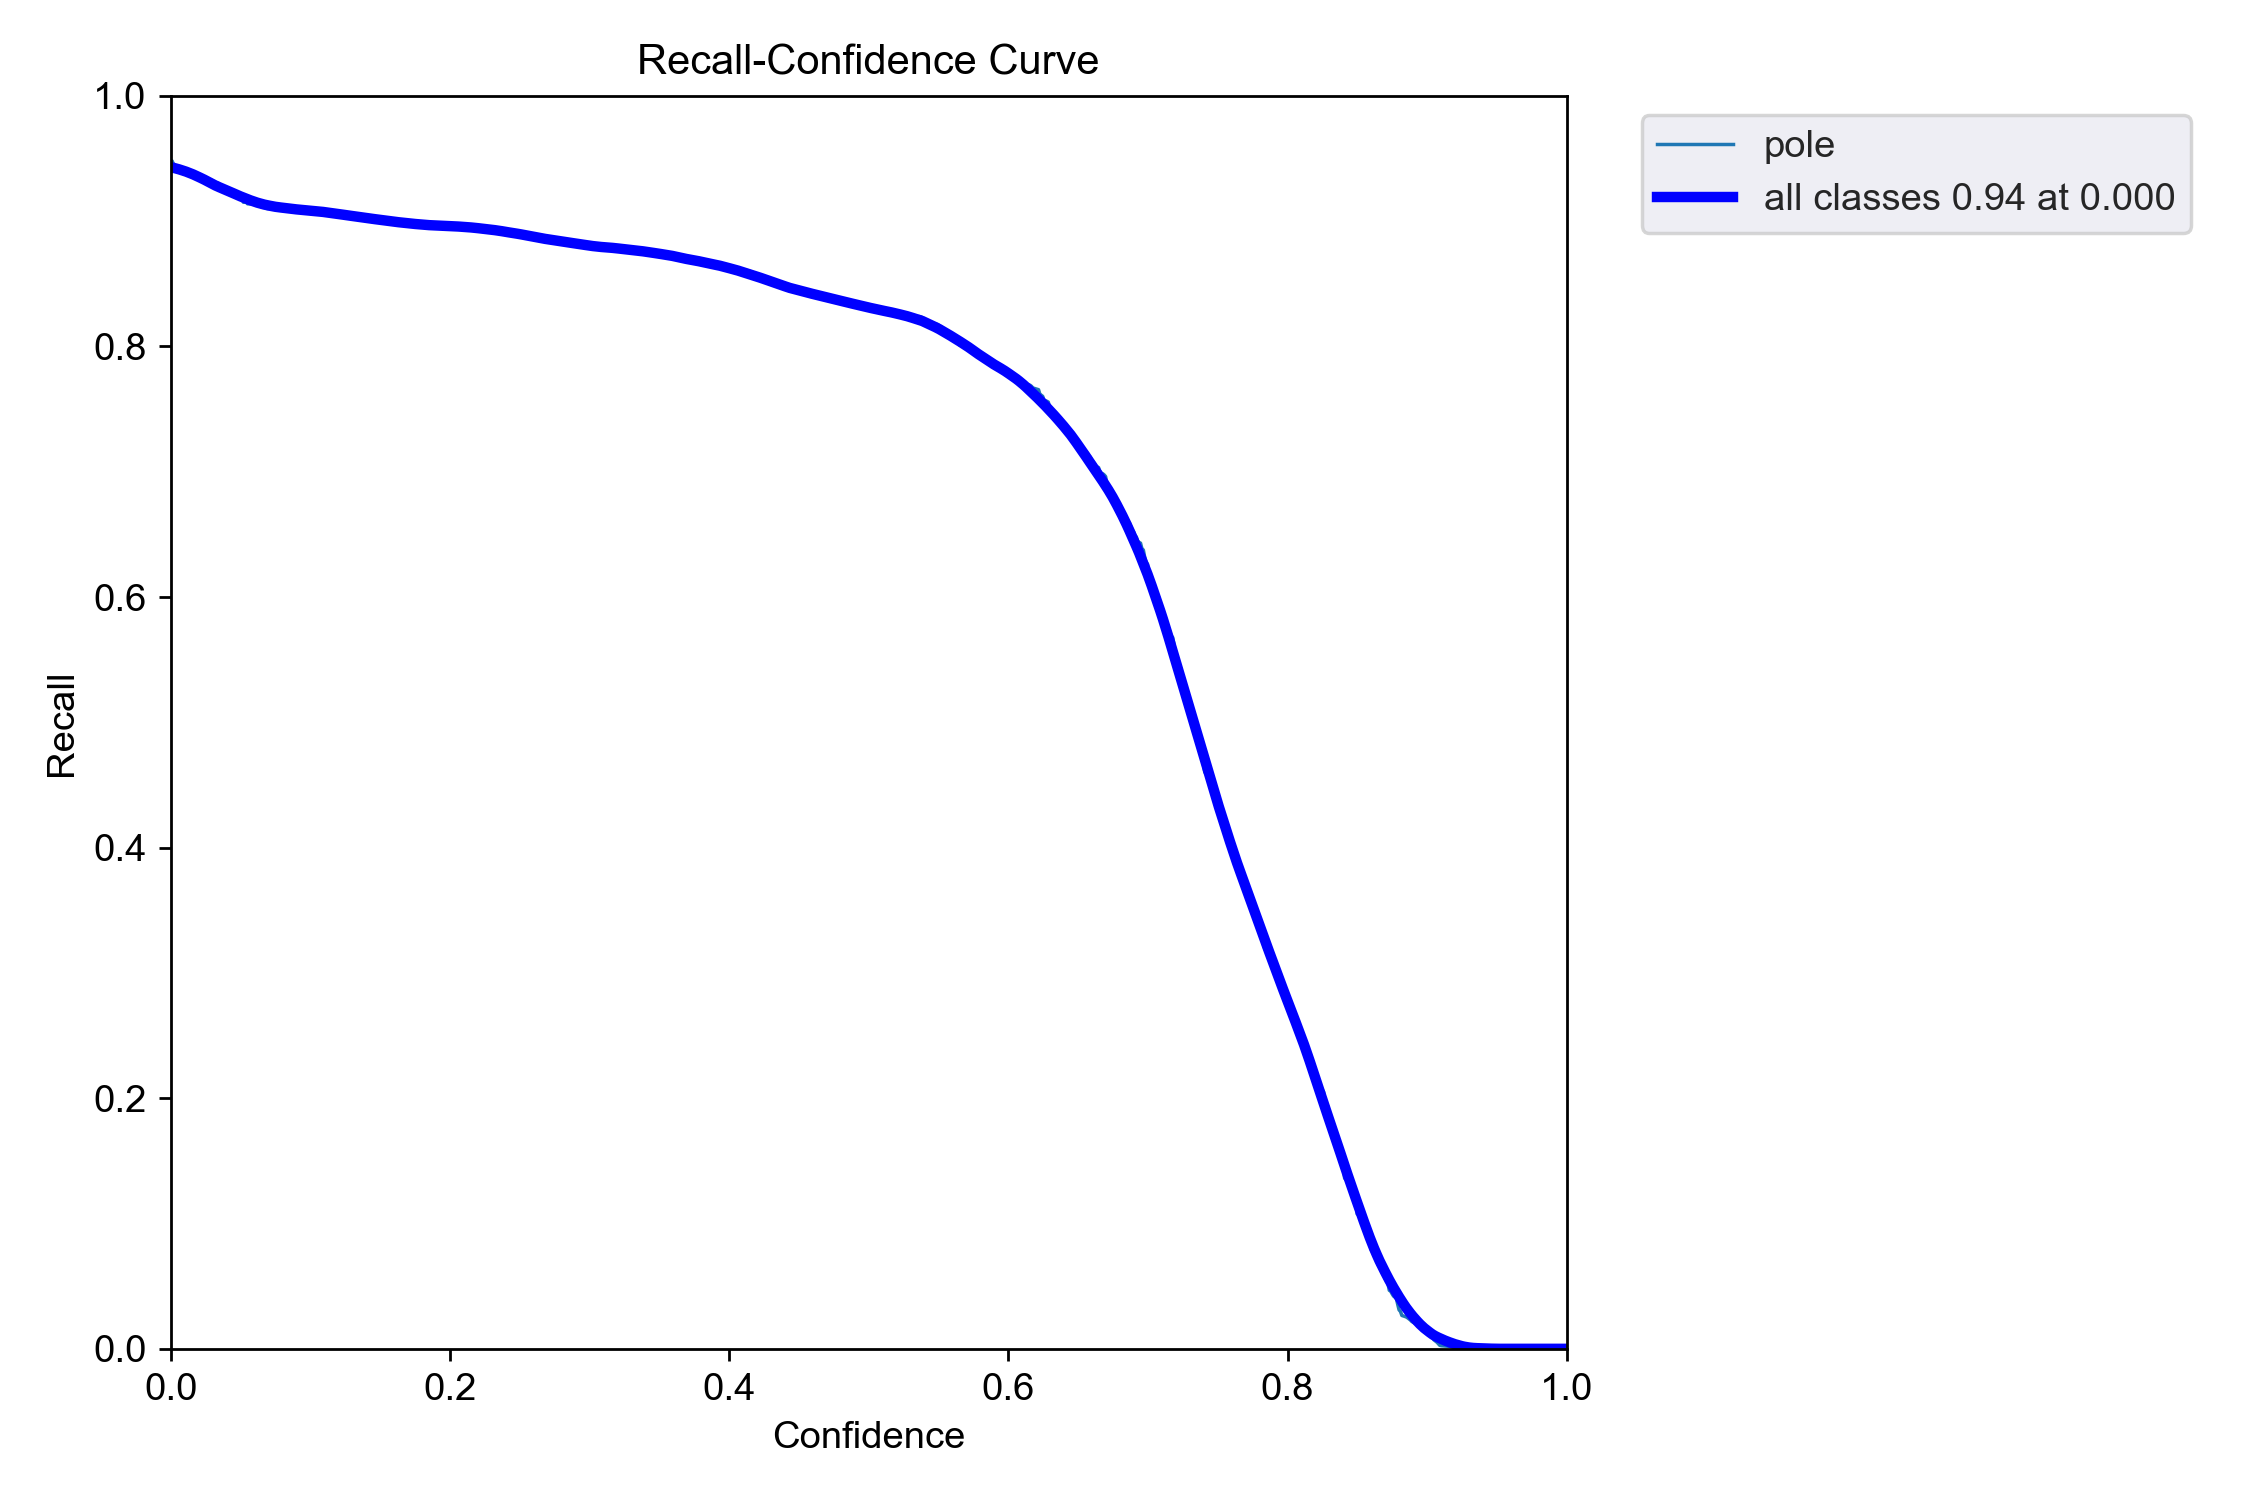 Recall-Confidence Curve
pole
all classes 0.94 at 0.000
1.0
0.8
0.6
0.4
0.2
0.0
Recall
0.0 0.2 0.4 0.6 0.8 1.0
Confidence